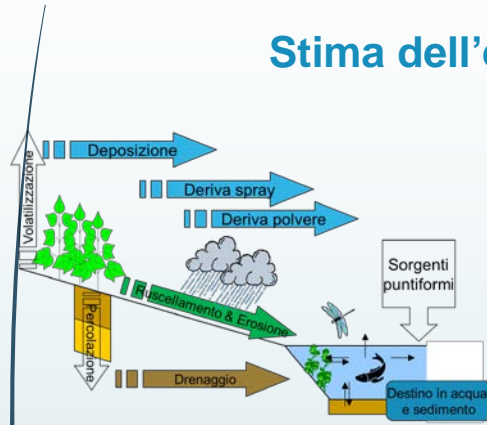 Stima dell'
Deposizione
Volatilizzazione
Deriva spray
Deriva polvere
Sorgenti
puntiformi
Ruscellamento & Erosione
Percolazione
Drenaggio
Destino in acqua
e sedimento